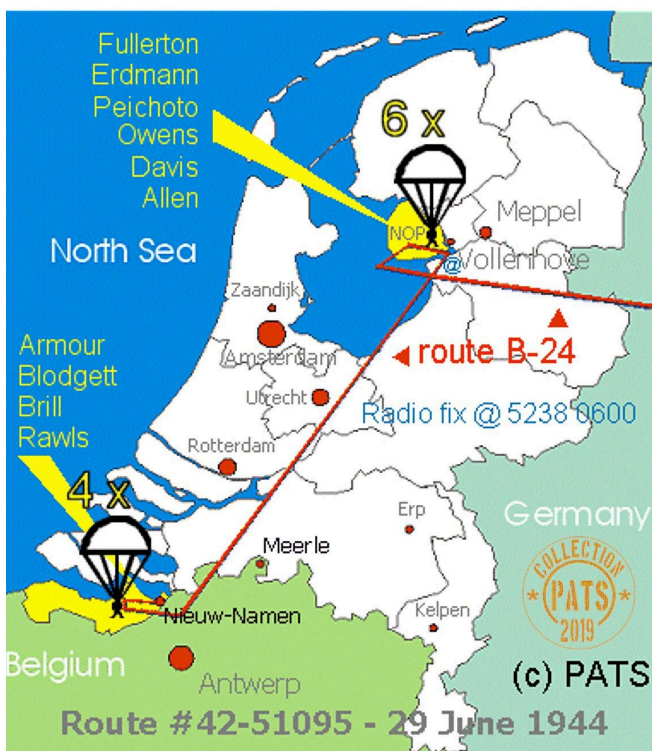 Fullerton
Erdmann
Peichoto
Owens
Davis
Allen
6 x
NOP
Meppel
@Vollenhove
North Sea
Zaandijk
Amsterdam
route B-24
Utrecht
Radio fix @ 5238 0600
Armour
Blodgett
Brill
Rawls
Rotterdam
4 x
Erp
Germany
Meerle
COLLECTION
PATS
2019
Nieuw-Namen
Kelpen
Belgium
Antwerp
(c) PATS
Route #42-51095 - 29 June 1944